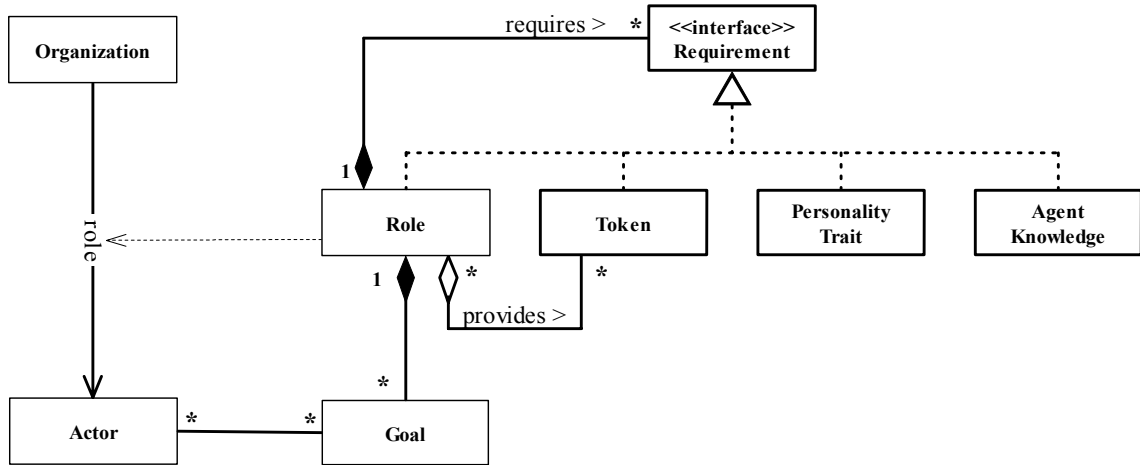 requires >
*
<<interface>>
Requirement
Organization
1
role
Role
Token
Personality
Trait
Agent
Knowledge
1
*
*
provides >
*
Actor
*
*
Goal